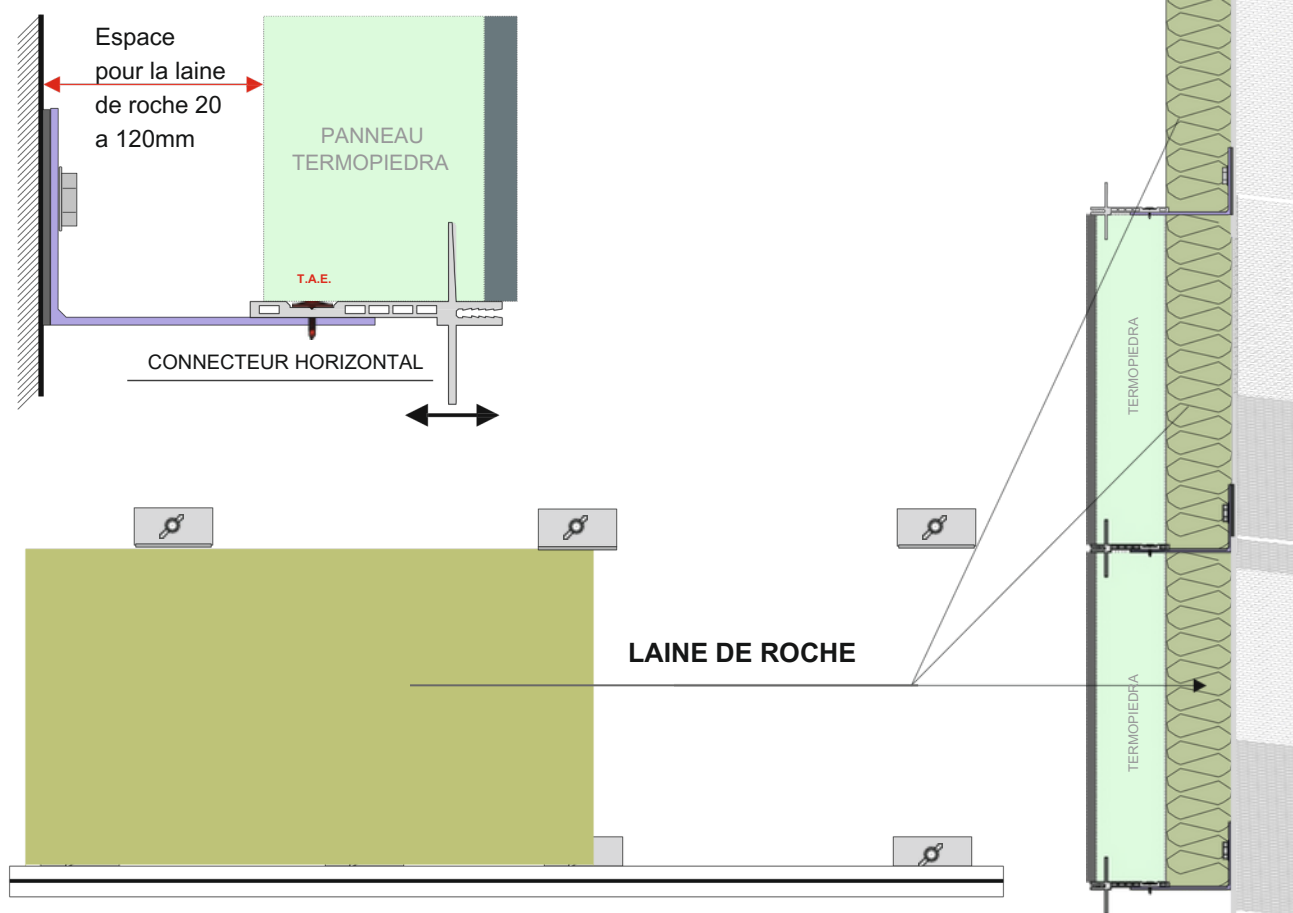 Espace
pour la laine
de roche 20
a 120mm
PANNEAU
TERMOPIEDRA
T.A.E.
CONNECTEUR HORIZONTAL
LAINE DE ROCHE
TERMOPIEDRA
TERMOPIEDRA